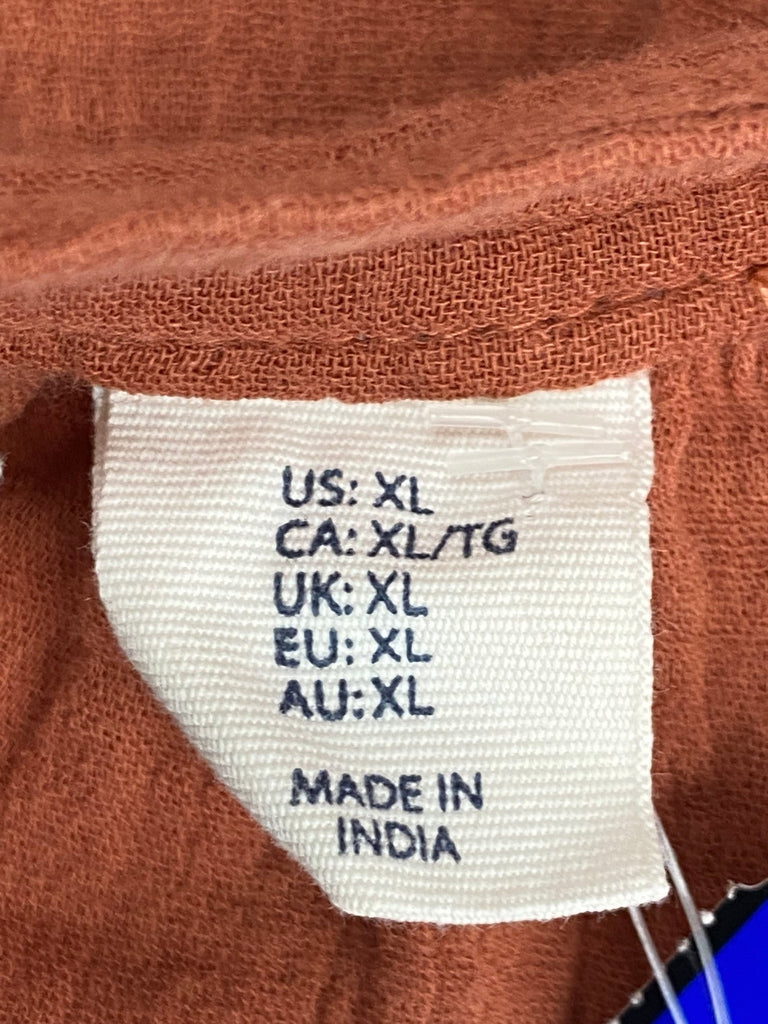 US: XL
CA: XL/TG
UK: XL
EU: XL
AU: XL
MADE IN
INDIA